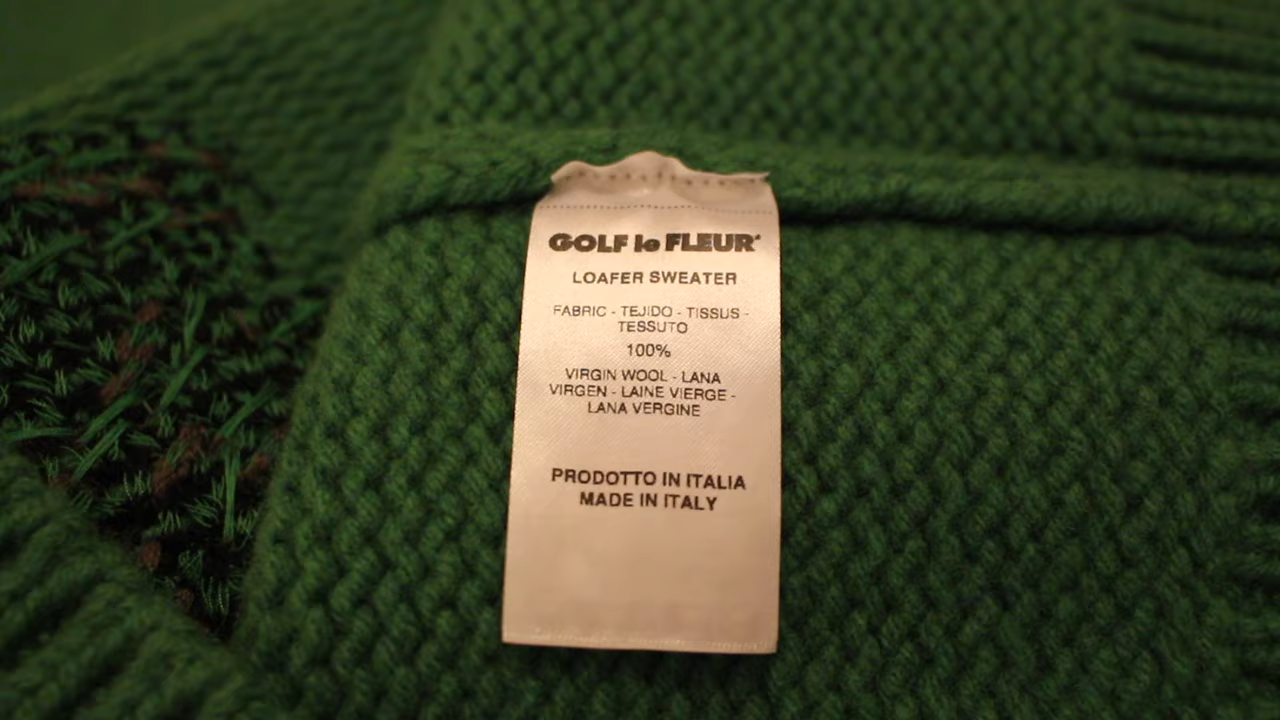 GOLF le FLEUR*
LOAFER SWEATER
FABRIC - TEJIDO - TISSUS -
TESSUTO
100%
VIRGIN WOOL - LANA
VIRGEN - LAINE VIERGE -
LANA VERGINE
PRODOTTO IN ITALIA
MADE IN ITALY